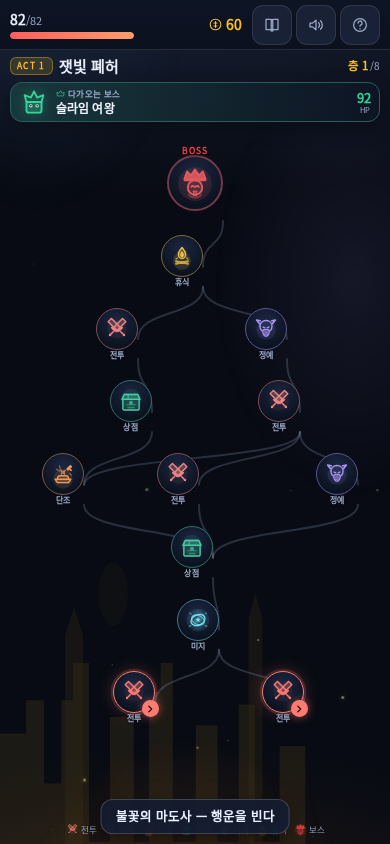 82/82
60
ACT 1 잿빛 폐허
층 1/8
다가오는 보스
슬라임 여왕
92
HP
BOSS
휴식
전투 정예
상점 전투
단조 전투 정예
상점
미지
전투 전투
불꽃의 마도사 — 행운을 빈다
전투 보스